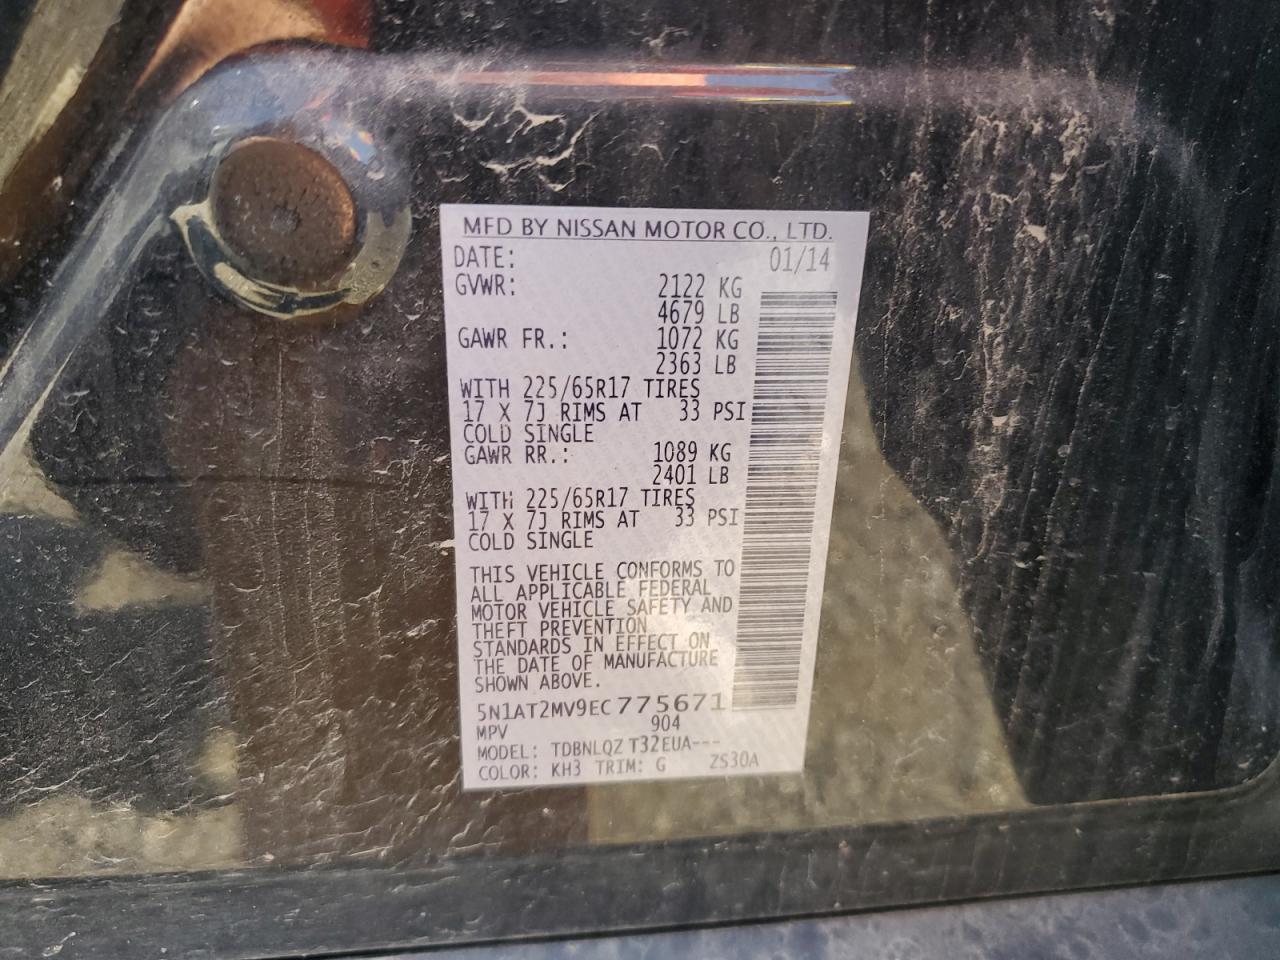 MFD BY NISSAN MOTOR CO., LTD.
DATE: 01/14
GVWR: 2122 KG
4679 LB
GAWR FR.: 1072 KG
2363 LB
WITH 225/65R17 TIRES
17 X 7J RIMS AT 33 PSI
COLD SINGLE
GAWR RR.: 1089 KG
2401 LB
WITH 225/65R17 TIRES
17 X 7J RIMS AT 33 PSI
COLD SINGLE
THIS VEHICLE CONFORMS TO
ALL APPLICABLE FEDERAL
MOTOR VEHICLE SAFETY AND
THEFT PREVENTION
STANDARDS IN EFFECT ON
THE DATE OF MANUFACTURE
SHOWN ABOVE.
5N1AT2MV9EC775671
MPV 904
MODEL: TDBNLQZ T32EUA---
COLOR: KH3 TRIM: G ZS30A